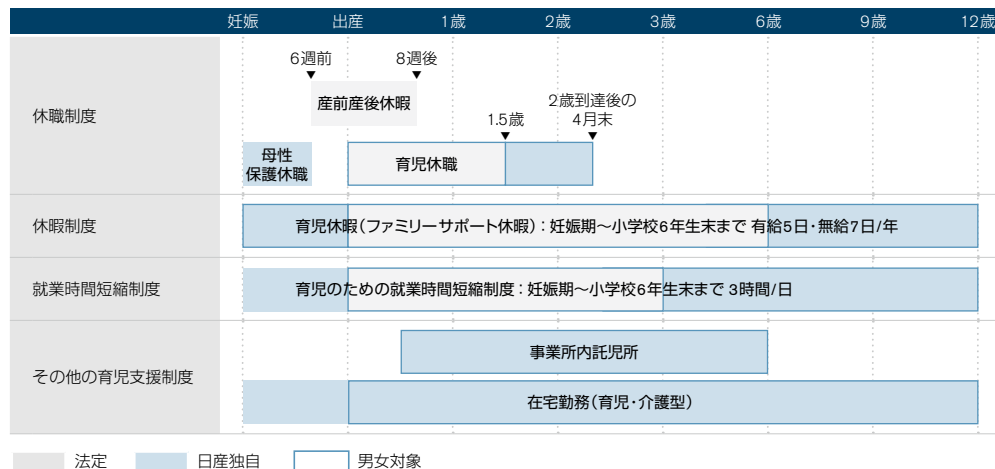 妊娠 出産 1歳 2歳 3歳 6歳 9歳 12歳
休職制度
6週前 8週後
産前産後休暇
1.5歳
2歳到達後の
4月末
母性
保護休職
育児休職
休暇制度
育児休暇（ファミリーサポート休暇）：妊娠期～小学校6年生末まで 有給5日・無給7日/年
就業時間短縮制度
育児のための就業時間短縮制度：妊娠期～小学校6年生末まで 3時間/日
その他の育児支援制度
事業所内託児所
在宅勤務（育児・介護型）
法定 日産独自 男女対象